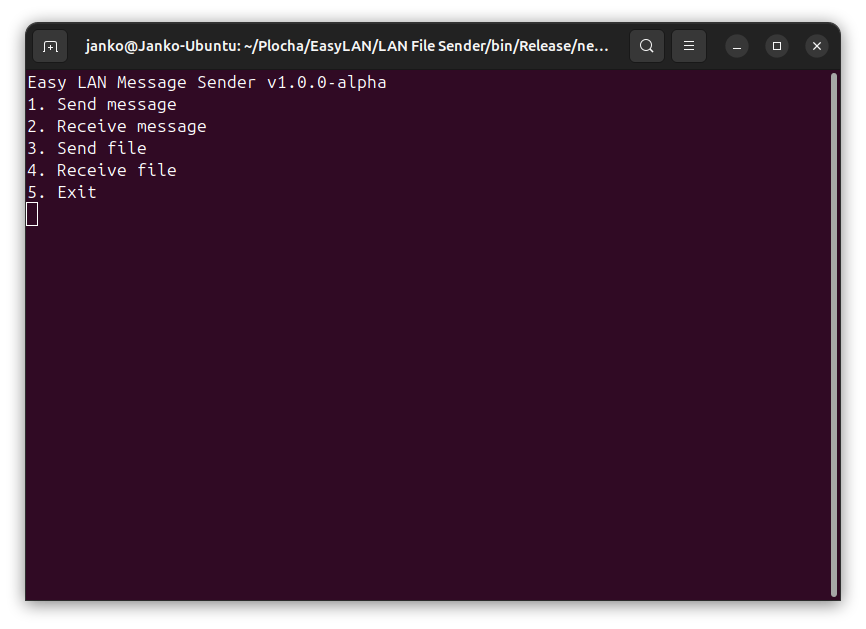 janko@Janko-Ubuntu: ~/Plocha/EasyLAN/LAN File Sender/bin/Release/ne...
Easy LAN Message Sender v1.0.0-alpha
1. Send message
2. Receive message
3. Send file
4. Receive file
5. Exit